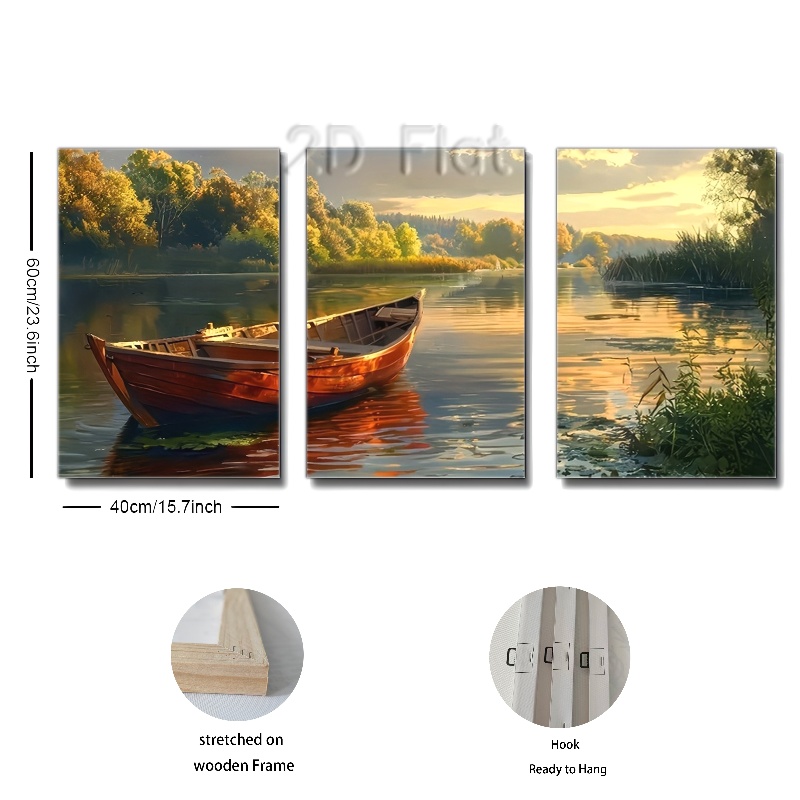 2D Flat
60cm/23.6inch
40cm/15.7inch
stretched on
wooden Frame
Hook
Ready to Hang